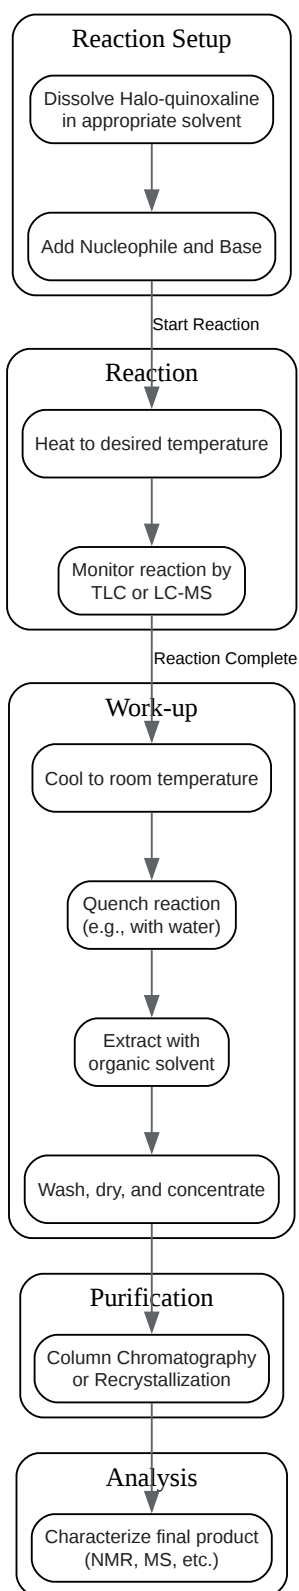 Reaction Setup
Dissolve Halo-quinoxaline
in appropriate solvent
Add Nucleophile and Base
Start Reaction
Reaction
Heat to desired temperature
Monitor reaction by
TLC or LC-MS
Reaction Complete
Work-up
Cool to room temperature
Quench reaction
(e.g., with water)
Extract with
organic solvent
Wash, dry, and concentrate
Purification
Column Chromatography
or Recrystallization
Analysis
Characterize final product
(NMR, MS, etc.)